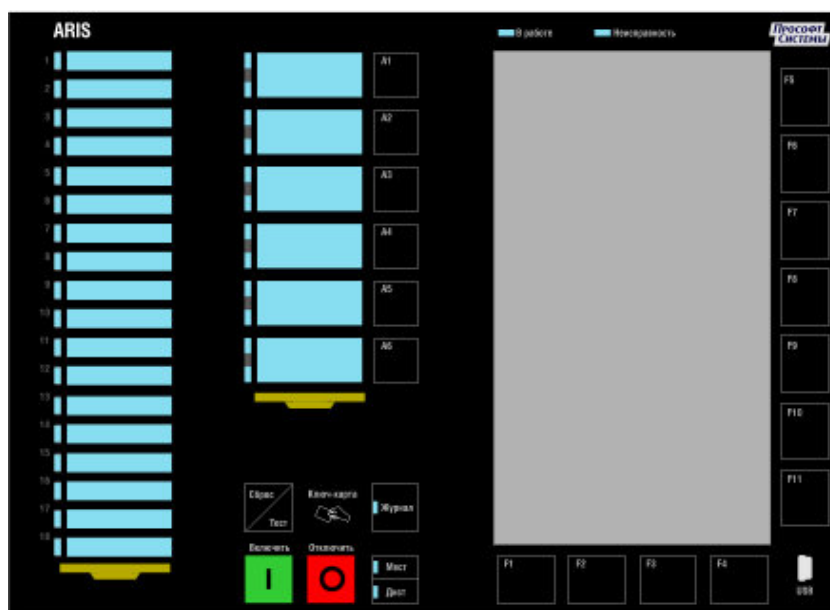 ARIS
В работе
Неисправность
Прософт
Системы
1
2
3
4
5
6
7
8
9
10
11
12
13
14
15
16
17
18
A1
A2
A3
A4
A5
A6
F5
F6
F7
F8
F9
F10
F11
Сброс
Тест
Ключ-карта
Журнал
Включить
Отключить
I
O
Мест
Дист
F1
F2
F3
F4
USB